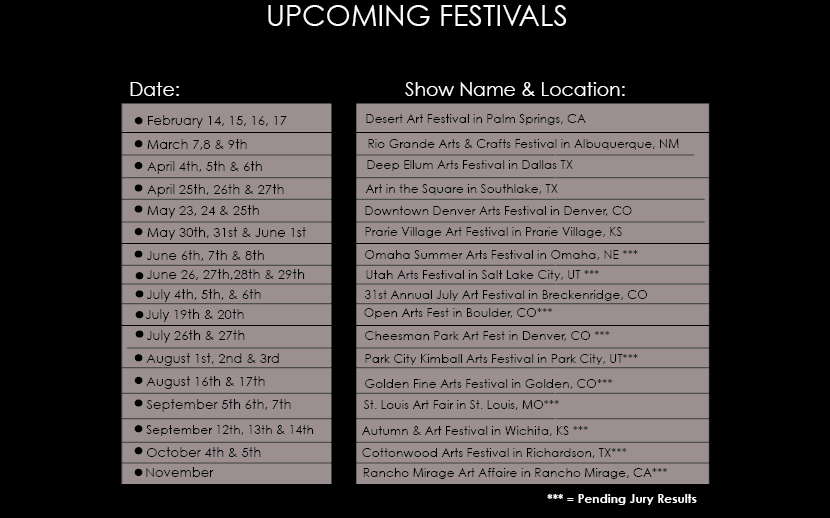 UPCOMING FESTIVALS
Date: Show Name & Location:
● February 14, 15, 16, 17 Desert Art Festival in Palm Springs, CA
● March 7,8 & 9th Rio Grande Arts & Crafts Festival in Albuquerque, NM
● April 4th, 5th & 6th Deep Ellum Arts Festival in Dallas TX
● April 25th, 26th & 27th Art in the Square in Southlake, TX
● May 23, 24 & 25th Downtown Denver Arts Festival in Denver, CO
● May 30th, 31st & June 1st Prarie Village Art Festival in Prarie Village, KS
● June 6th, 7th & 8th Omaha Summer Arts Festival in Omaha, NE ***
● June 26, 27th,28th & 29th Utah Arts Festival in Salt Lake City, UT ***
● July 4th, 5th, & 6th 31st Annual July Art Festival in Breckenridge, CO
● July 19th & 20th Open Arts Fest in Boulder, CO***
● July 26th & 27th Cheesman Park Art Fest in Denver, CO ***
● August 1st, 2nd & 3rd Park City Kimball Arts Festival in Park City, UT***
● August 16th & 17th Golden Fine Arts Festival in Golden, CO***
● September 5th 6th, 7th St. Louis Art Fair in St. Louis, MO***
● September 12th, 13th & 14th Autumn & Art Festival in Wichita, KS ***
● October 4th & 5th Cottonwood Arts Festival in Richardson, TX***
● November Rancho Mirage Art Affaire in Rancho Mirage, CA***
*** = Pending Jury Results